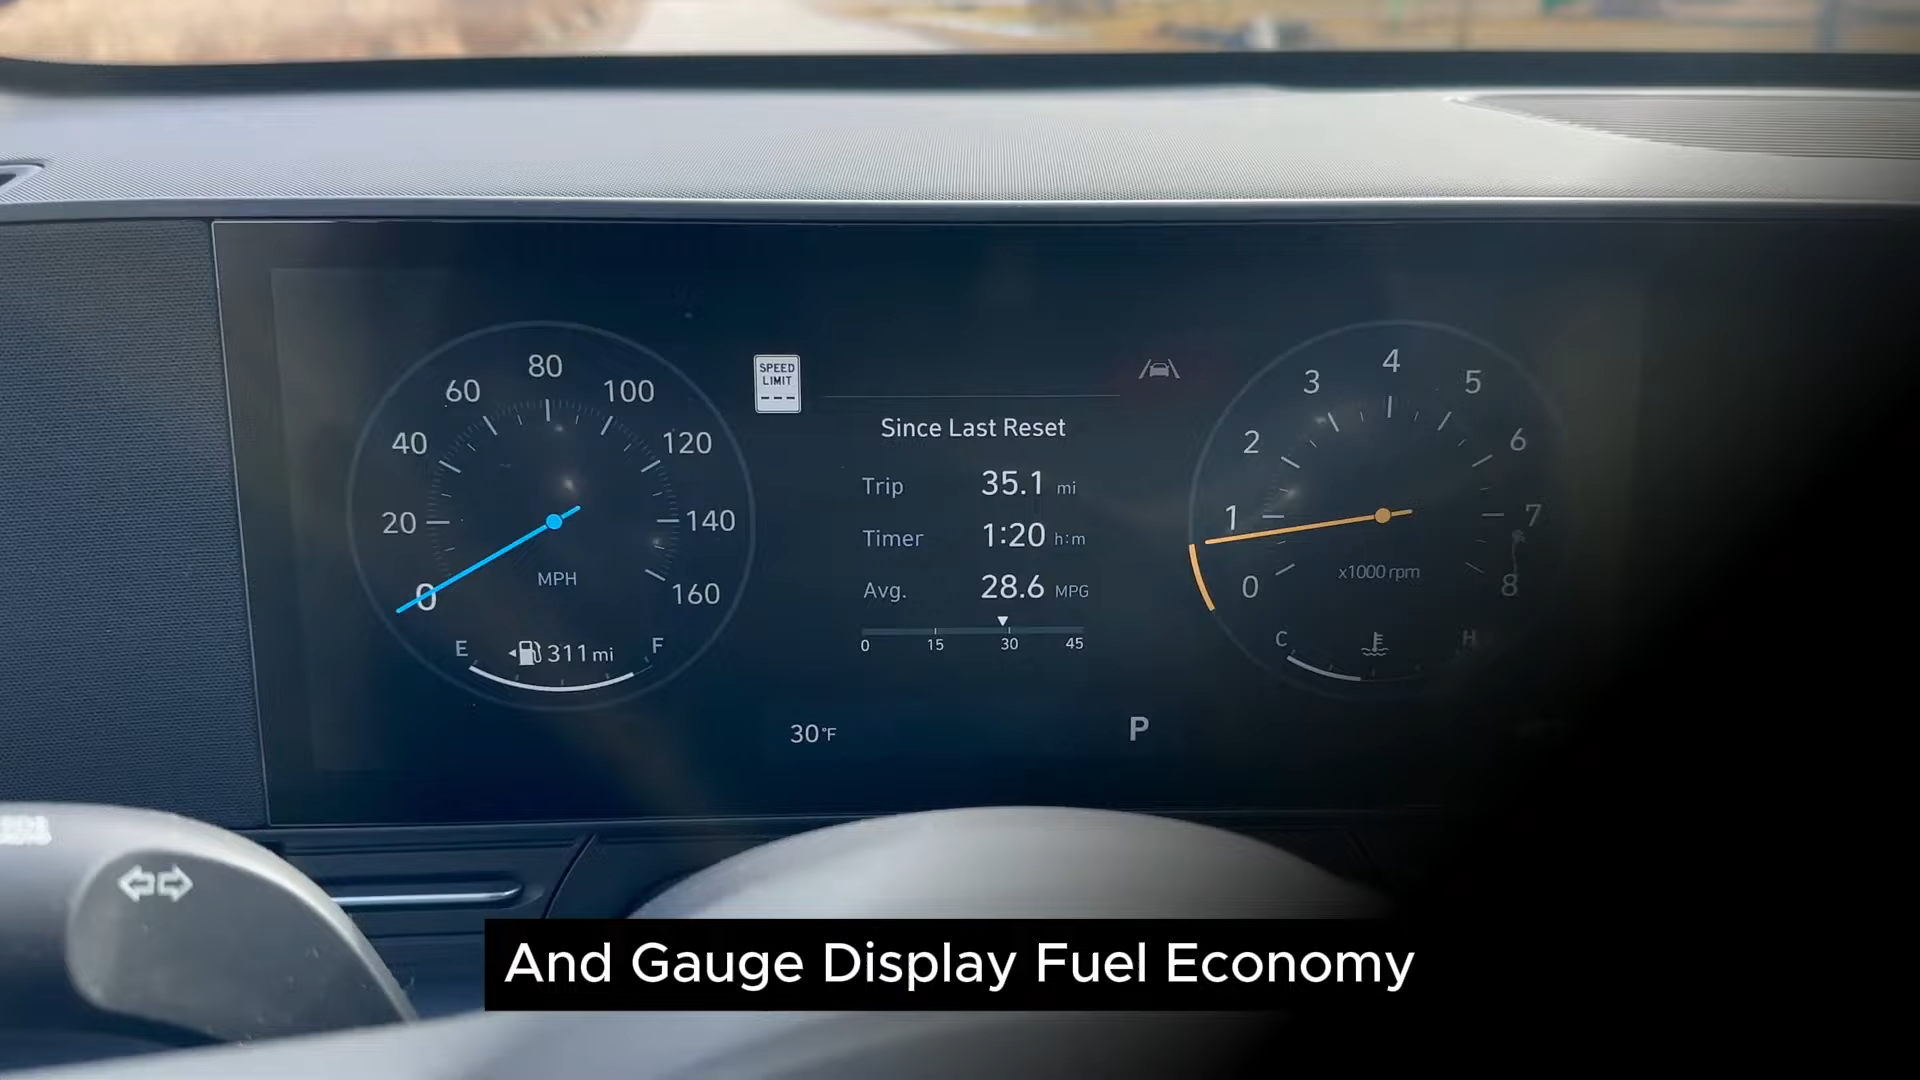 80
60
100
40
120
20
140
0
160
MPH
E
311 mi
F
SPEED
LIMIT
---
Since Last Reset
Trip 35.1 mi
Timer 1:20 h:m
Avg. 28.6 MPG
0 15 30 45
30°F
P
4
3
5
2
6
1
7
0
8
x1000 rpm
C
H
And Gauge Display Fuel Economy